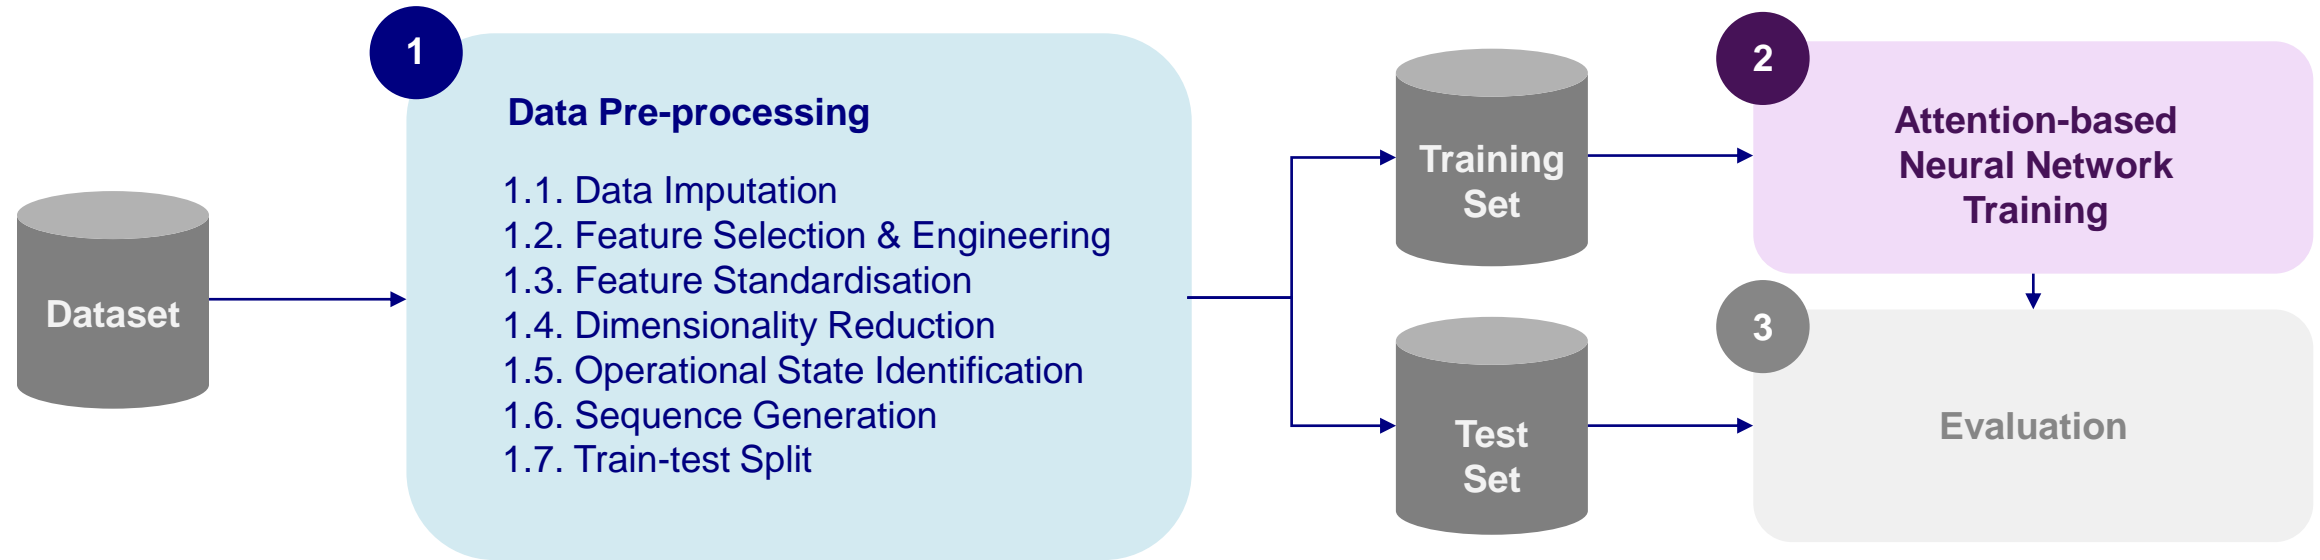 Dataset
1
Data Pre-processing
1.1. Data Imputation
1.2. Feature Selection & Engineering
1.3. Feature Standardisation
1.4. Dimensionality Reduction
1.5. Operational State Identification
1.6. Sequence Generation
1.7. Train-test Split
Training
Set
Test
Set
2
Attention-based
Neural Network
Training
3
Evaluation